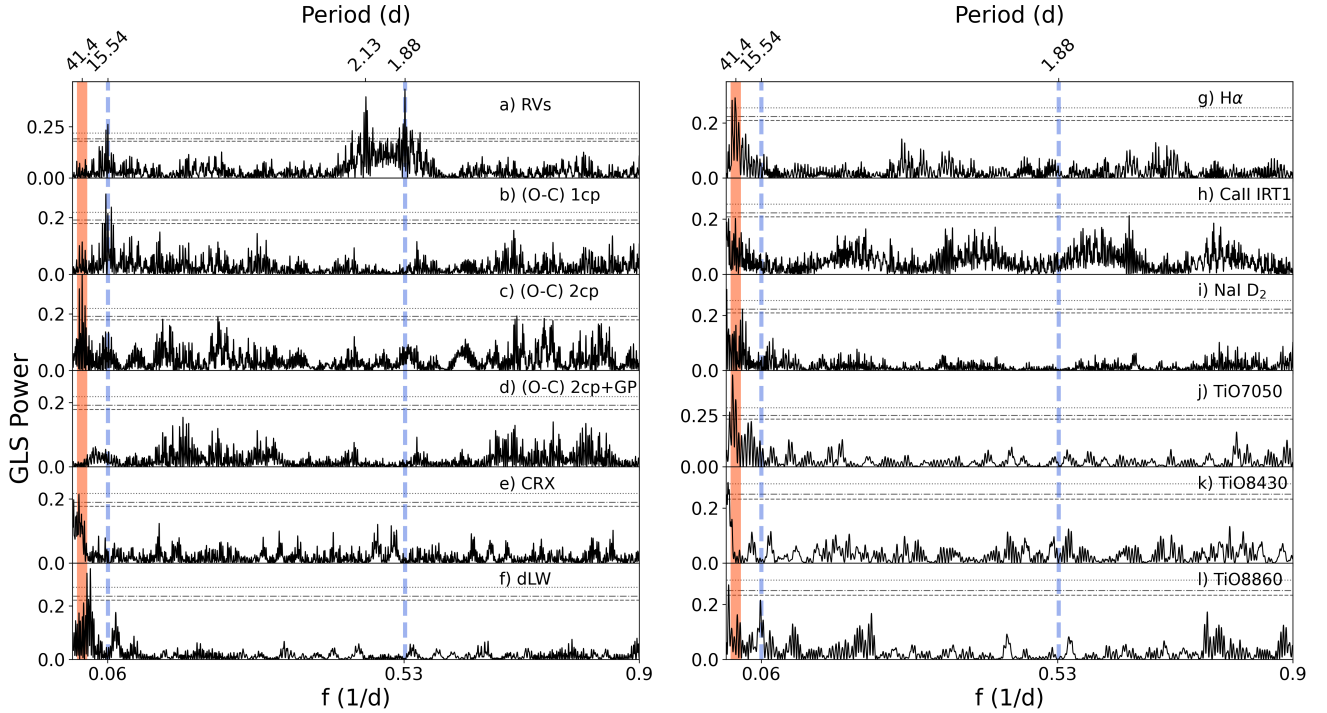 Period (d)
Period (d)
41.4
15.54
2.13
1.88
41.4
15.54
1.88
a) RVs
0.25
0.00
b) (O-C) 1cp
0.2
0.0
c) (O-C) 2cp
0.2
0.0
d) (O-C) 2cp+GP
0.2
0.0
e) CRX
0.2
0.0
f) dLW
0.2
0.0
GLS Power
0.06
0.53
0.9
f (1/d)
g) Hα
0.2
0.0
h) CaII IRT1
0.2
0.0
i) NaI D₂
0.2
0.0
j) TiO7050
0.25
0.00
k) TiO8430
0.2
0.0
l) TiO8860
0.2
0.0
0.06
0.53
0.9
f (1/d)